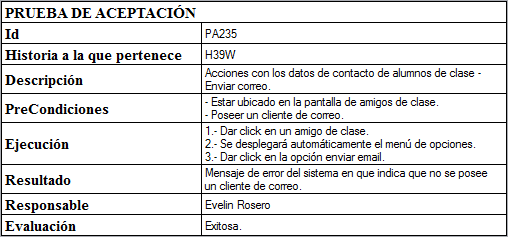 PRUEBA DE ACEPTACIÓN
Id PA235
Historia a la que pertenece H39W
Descripción Acciones con los datos de contacto de alumnos de clase -
Enviar correo.
PreCondiciones - Estar ubicado en la pantalla de amigos de clase.
- Poseer un cliente de correo.
Ejecución 1.- Dar click en un amigo de clase.
2.- Se desplegará automáticamente el menú de opciones.
3.- Dar click en la opción enviar email.
Resultado Mensaje de error del sistema en que indica que no se posee
un cliente de correo.
Responsable Evelin Rosero
Evaluación Exitosa.